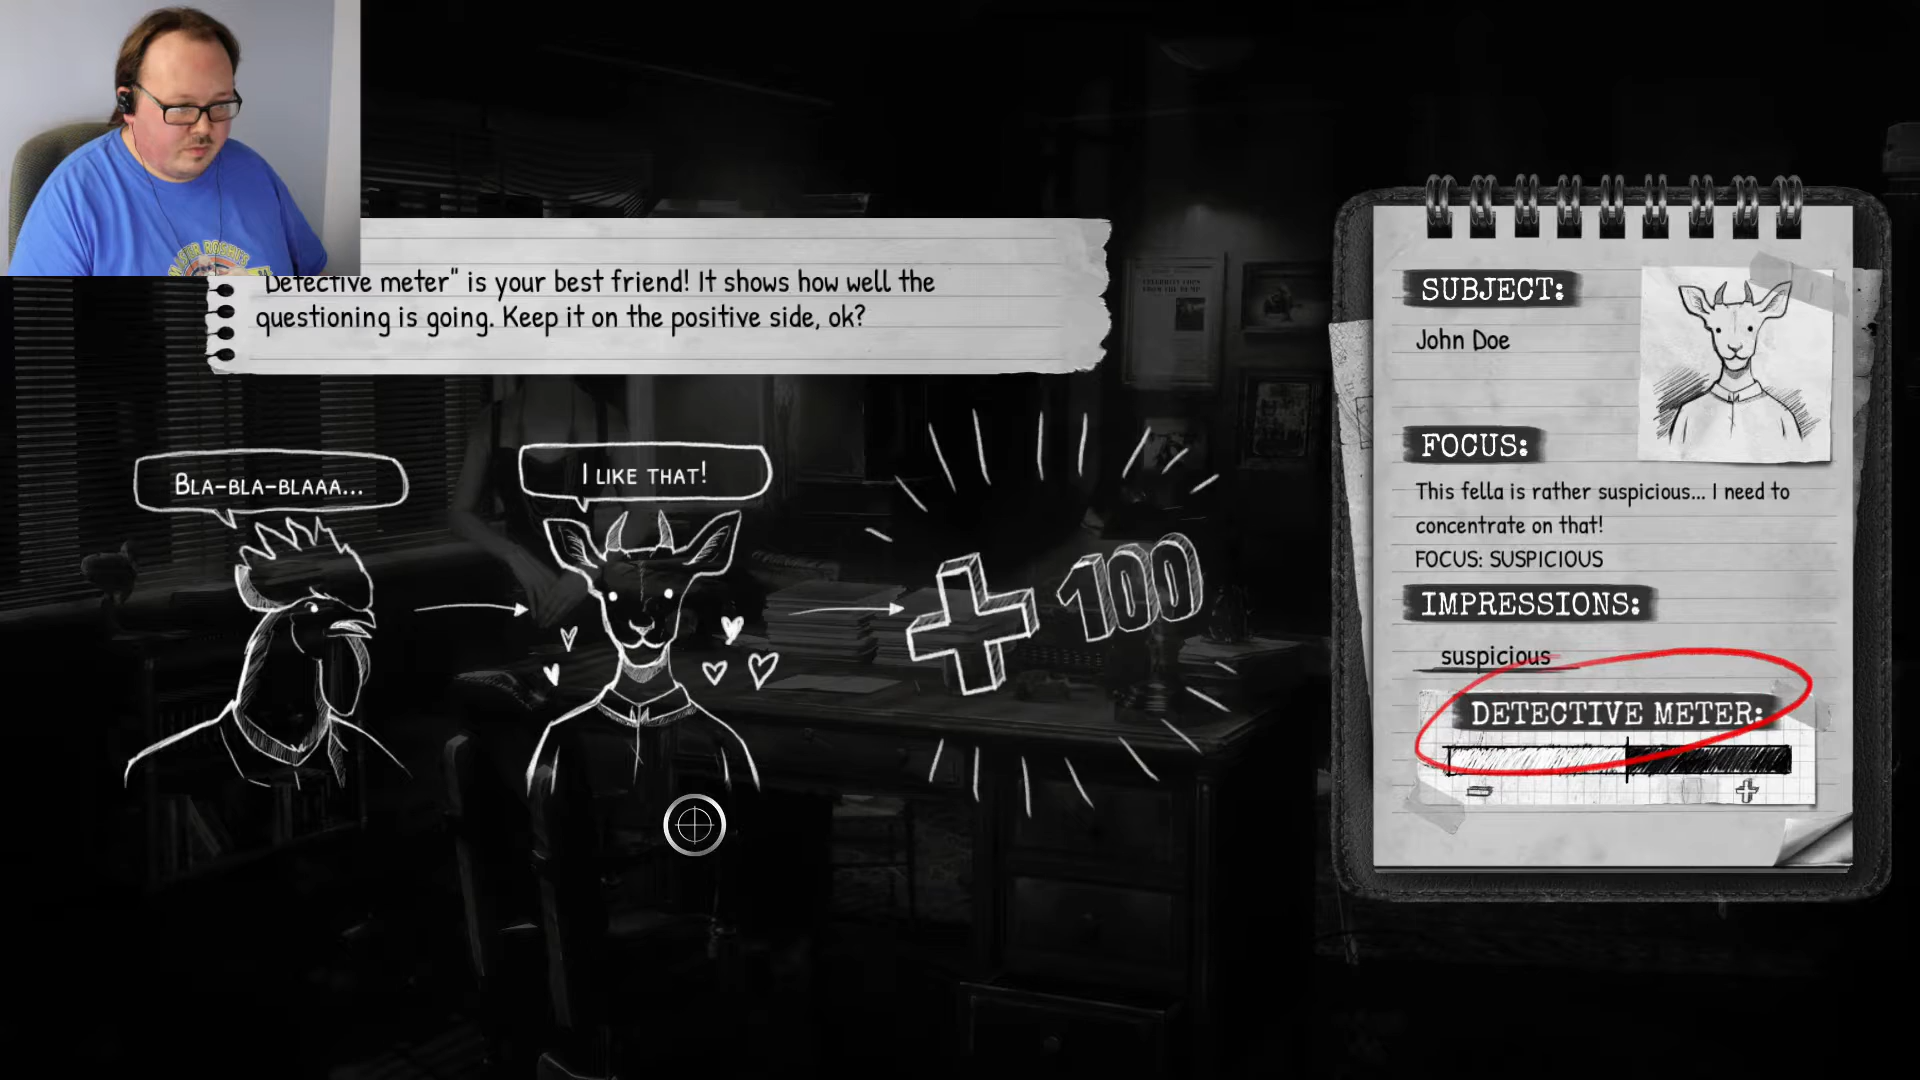 "Detective meter" is your best friend! It shows how well the
questioning is going. Keep it on the positive side, ok?
BLA-BLA-BLAAA...
I LIKE THAT!
+ 100
SUBJECT:
John Doe
FOCUS:
This fella is rather suspicious... I need to
concentrate on that!
FOCUS: SUSPICIOUS
IMPRESSIONS:
suspicious
DETECTIVE METER:
- +